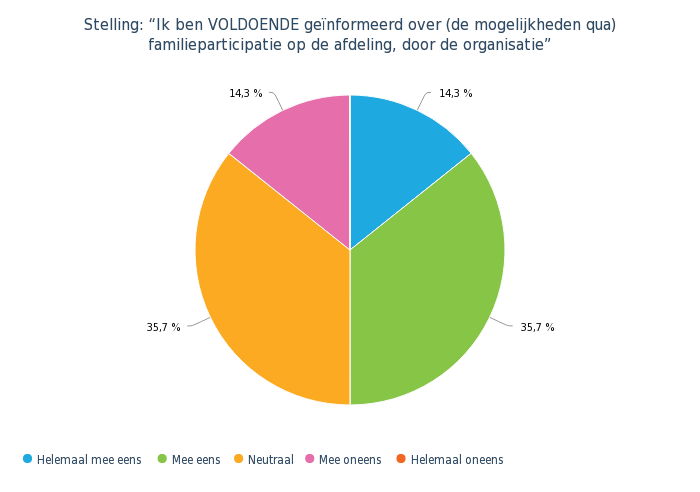 Stelling: “Ik ben VOLDOENDE geïnformeerd over (de mogelijkheden qua)
familieparticipatie op de afdeling, door de organisatie”
14,3 %
14,3 %
35,7 %
35,7 %
Helemaal mee eens
Mee eens
Neutraal
Mee oneens
Helemaal oneens